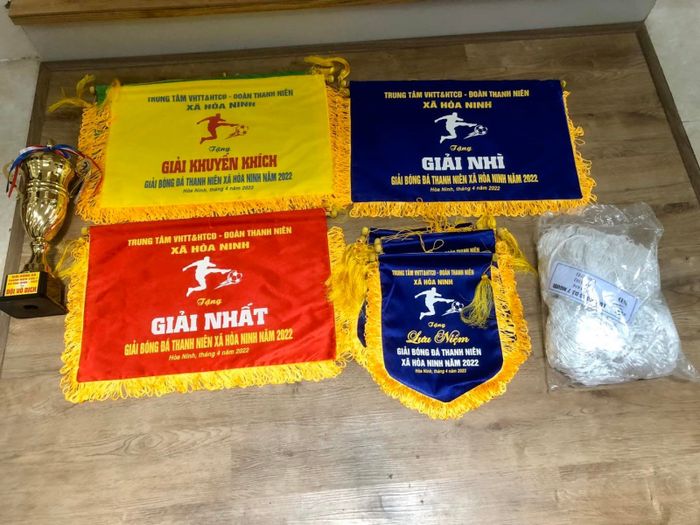 TRUNG TÂM VHTT&HTCĐ - ĐOÀN THANH NIÊN
XÃ HÒA NINH
Tặng
GIẢI KHUYẾN KHÍCH
GIẢI BÓNG ĐÁ THANH NIÊN XÃ HÒA NINH NĂM 2022
Hòa Ninh, tháng 4 năm 2022
TRUNG TÂM VHTT&HTCĐ - ĐOÀN THANH NIÊN
XÃ HÒA NINH
Tặng
GIẢI NHÌ
GIẢI BÓNG ĐÁ THANH NIÊN XÃ HÒA NINH NĂM 2022
Hòa Ninh, tháng 4 năm 2022
TRUNG TÂM VHTT&HTCĐ - ĐOÀN THANH NIÊN
XÃ HÒA NINH
Tặng
GIẢI NHẤT
GIẢI BÓNG ĐÁ THANH NIÊN XÃ HÒA NINH NĂM 2022
Hòa Ninh, tháng 4 năm 2022
TRUNG TÂM VHTT&HTCĐ - ĐOÀN THANH NIÊN
XÃ HÒA NINH
Tặng
Lưu Niệm
GIẢI BÓNG ĐÁ THANH NIÊN
XÃ HÒA NINH NĂM 2022
Hòa Ninh, tháng 4 năm 2022
ĐỘI VÔ ĐỊCH